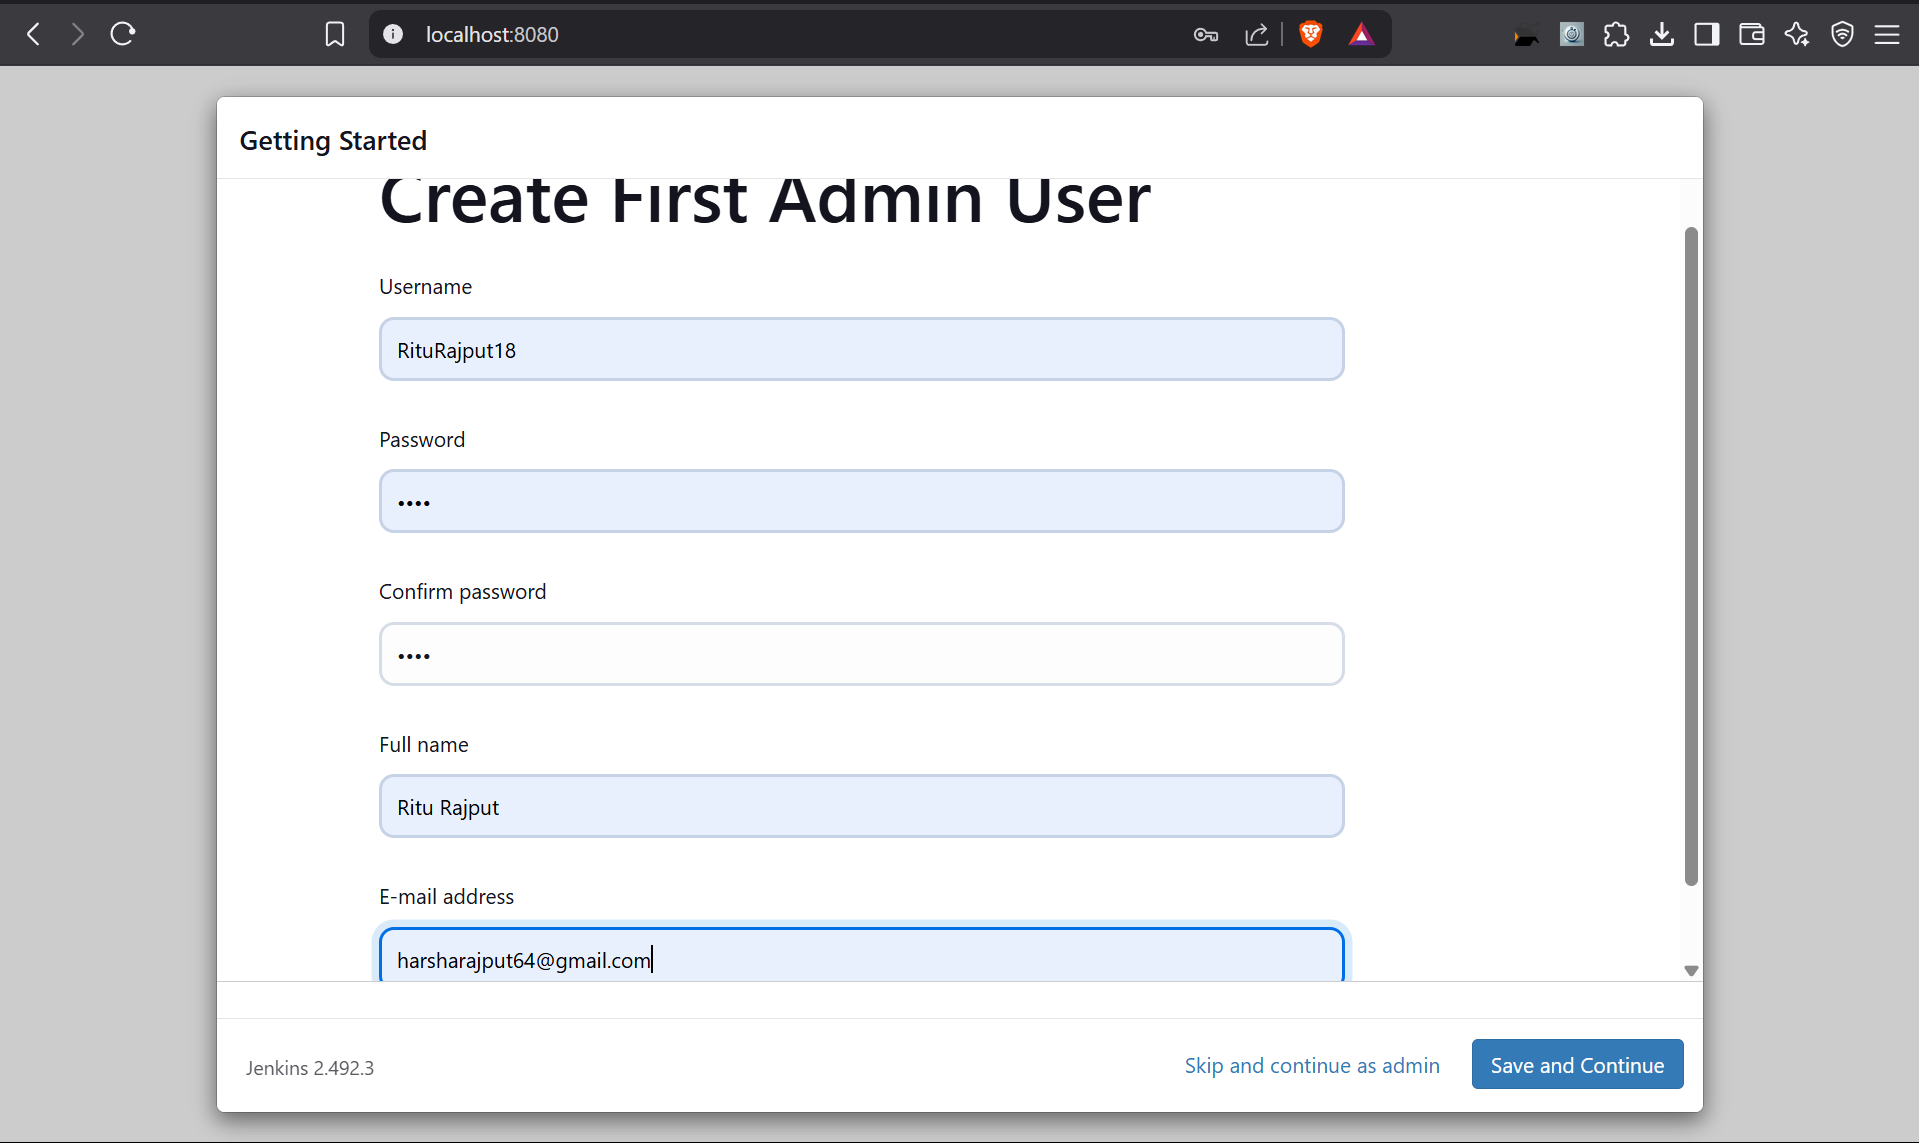 localhost:8080
Getting Started
Create First Admin User
Username
RituRajput18
Password
••••
Confirm password
••••
Full name
Ritu Rajput
E-mail address
harsharajput64@gmail.com
Jenkins 2.492.3
Skip and continue as admin
Save and Continue